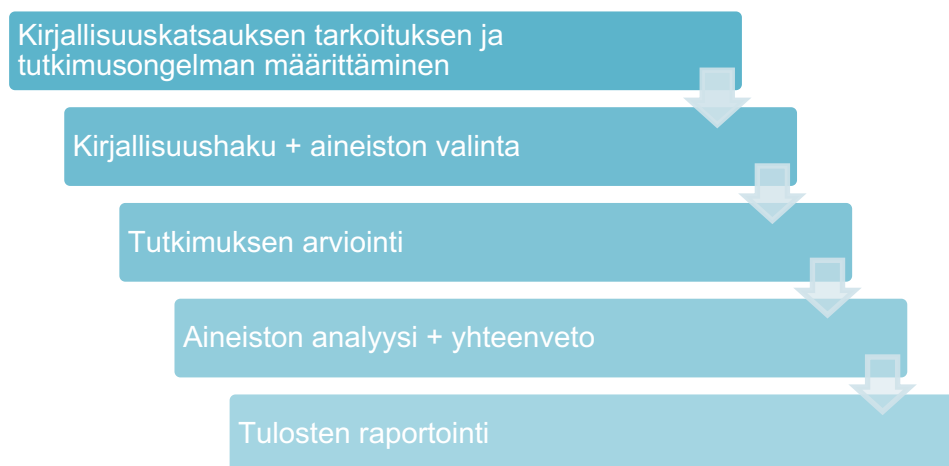 Kirjallisuuskatsauksen tarkoituksen ja
tutkimusongelman määrittäminen
Kirjallisuushaku + aineiston valinta
Tutkimuksen arviointi
Aineiston analyysi + yhteenveto
Tulosten raportointi